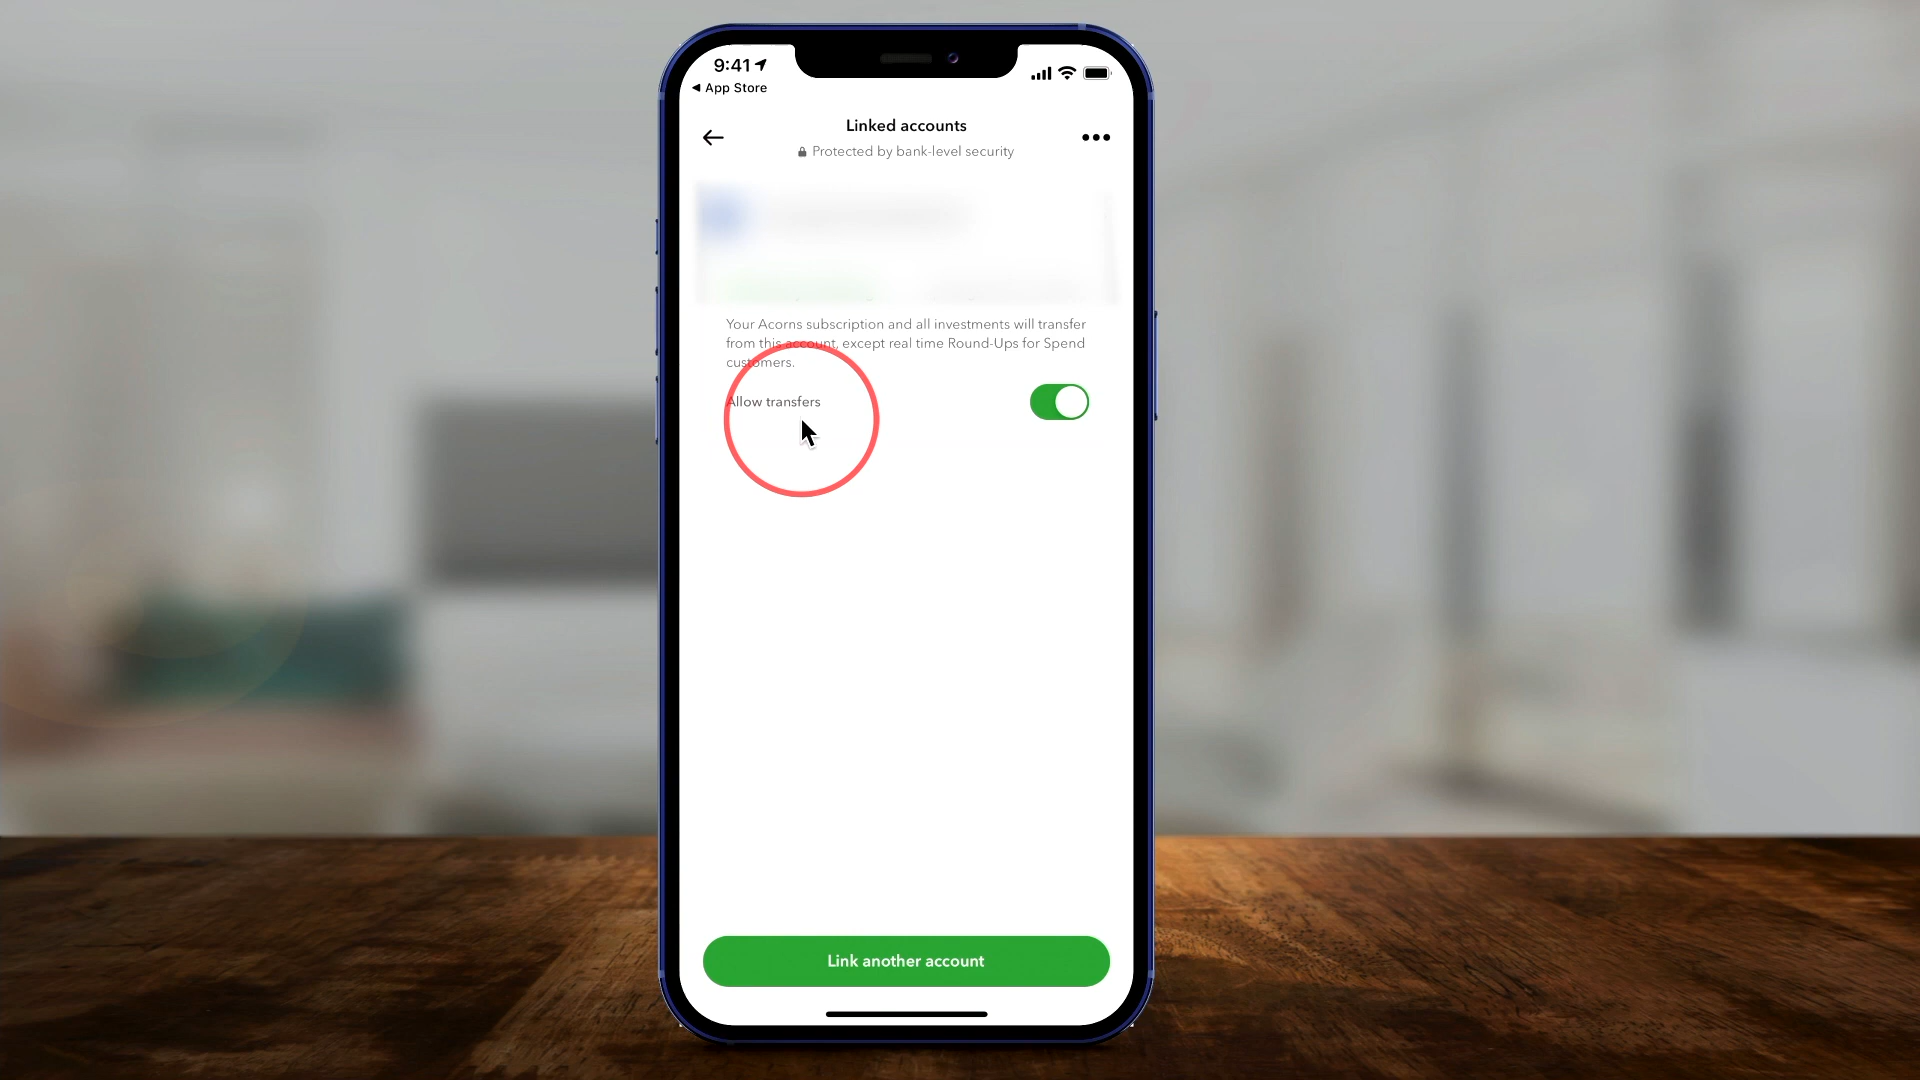 9:41
App Store
Linked accounts
Protected by bank-level security
Your Acorns subscription and all investments will transfer
from this account, except real time Round-Ups for Spend
customers.
Allow transfers
Link another account